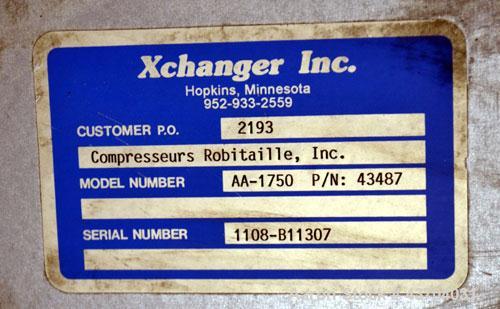 Xchanger Inc.
Hopkins, Minnesota
952-933-2559
CUSTOMER P.O. 2193
Compresseurs Robitaille, Inc.
MODEL NUMBER AA-1750 P/N: 43487
SERIAL NUMBER 1108-B11307